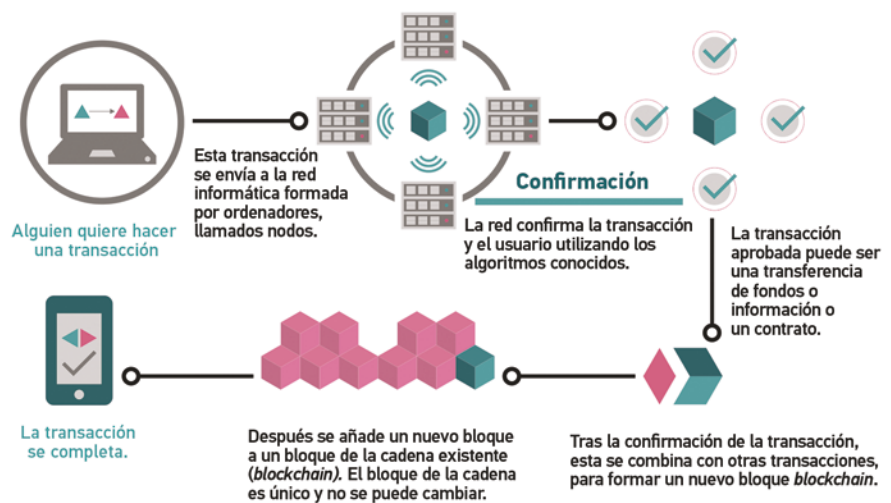 Alguien quiere hacer
una transacción
Esta transacción
se envía a la red
informática formada
por ordenadores,
llamados nodos.
Confirmación
La red confirma la transacción
y el usuario utilizando los
algoritmos conocidos.
La transacción
aprobada puede ser
una transferencia
de fondos o
información o
un contrato.
Tras la confirmación de la transacción,
esta se combina con otras transacciones,
para formar un nuevo bloque blockchain.
Después se añade un nuevo bloque
a un bloque de la cadena existente
(blockchain). El bloque de la cadena
es único y no se puede cambiar.
La transacción
se completa.